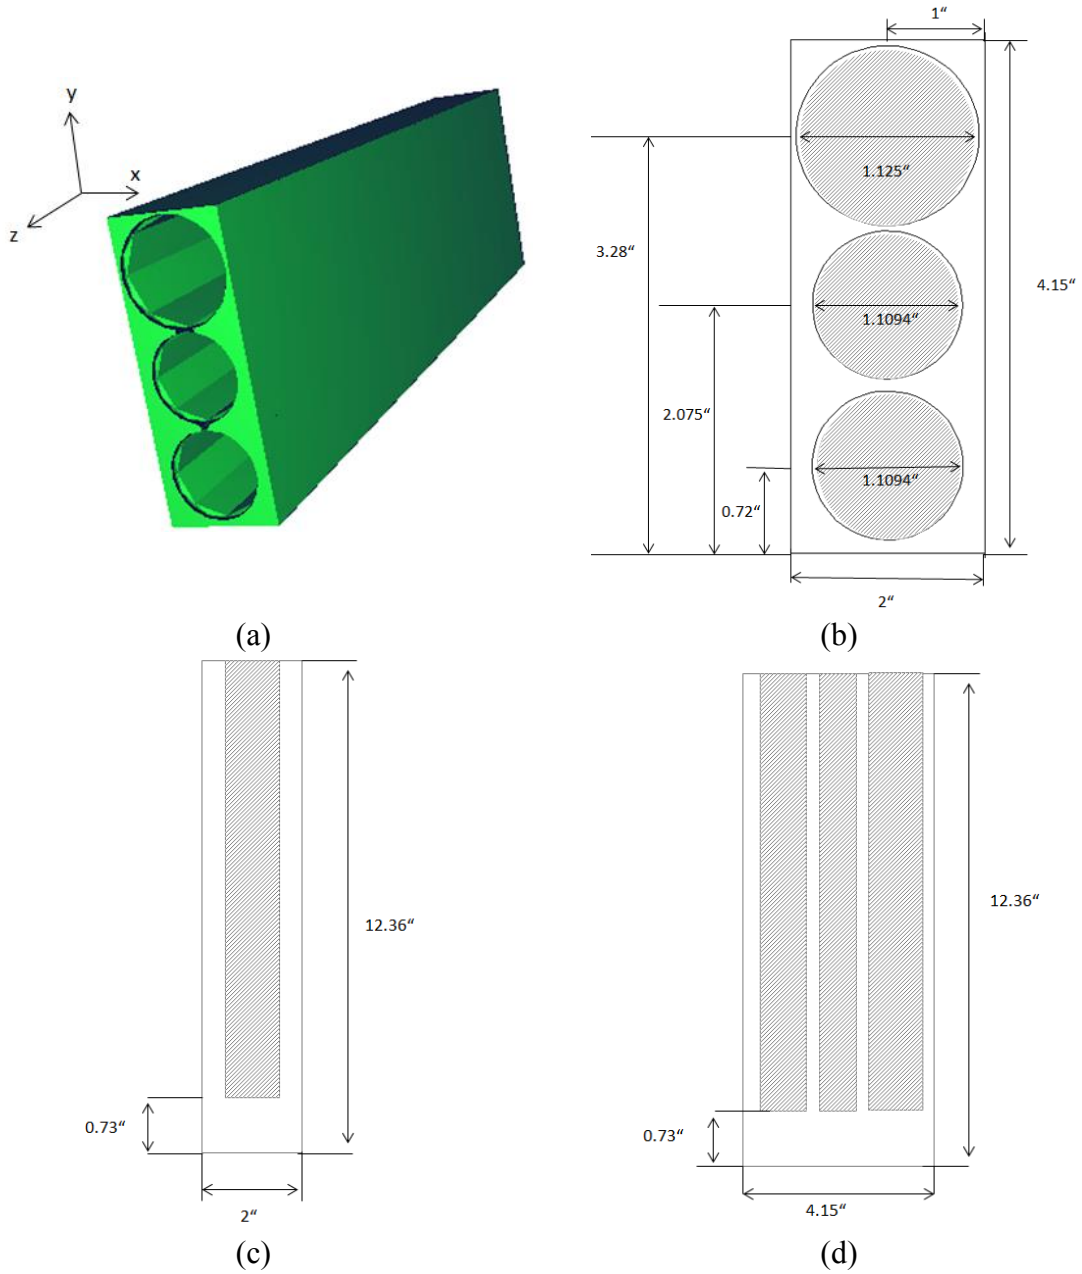 y
x
z
(a)
1“
1.125“
3.28“
4.15“
1.1094“
2.075“
1.1094“
0.72“
2“
(b)
12.36“
0.73“
2“
(c)
12.36“
0.73“
4.15“
(d)